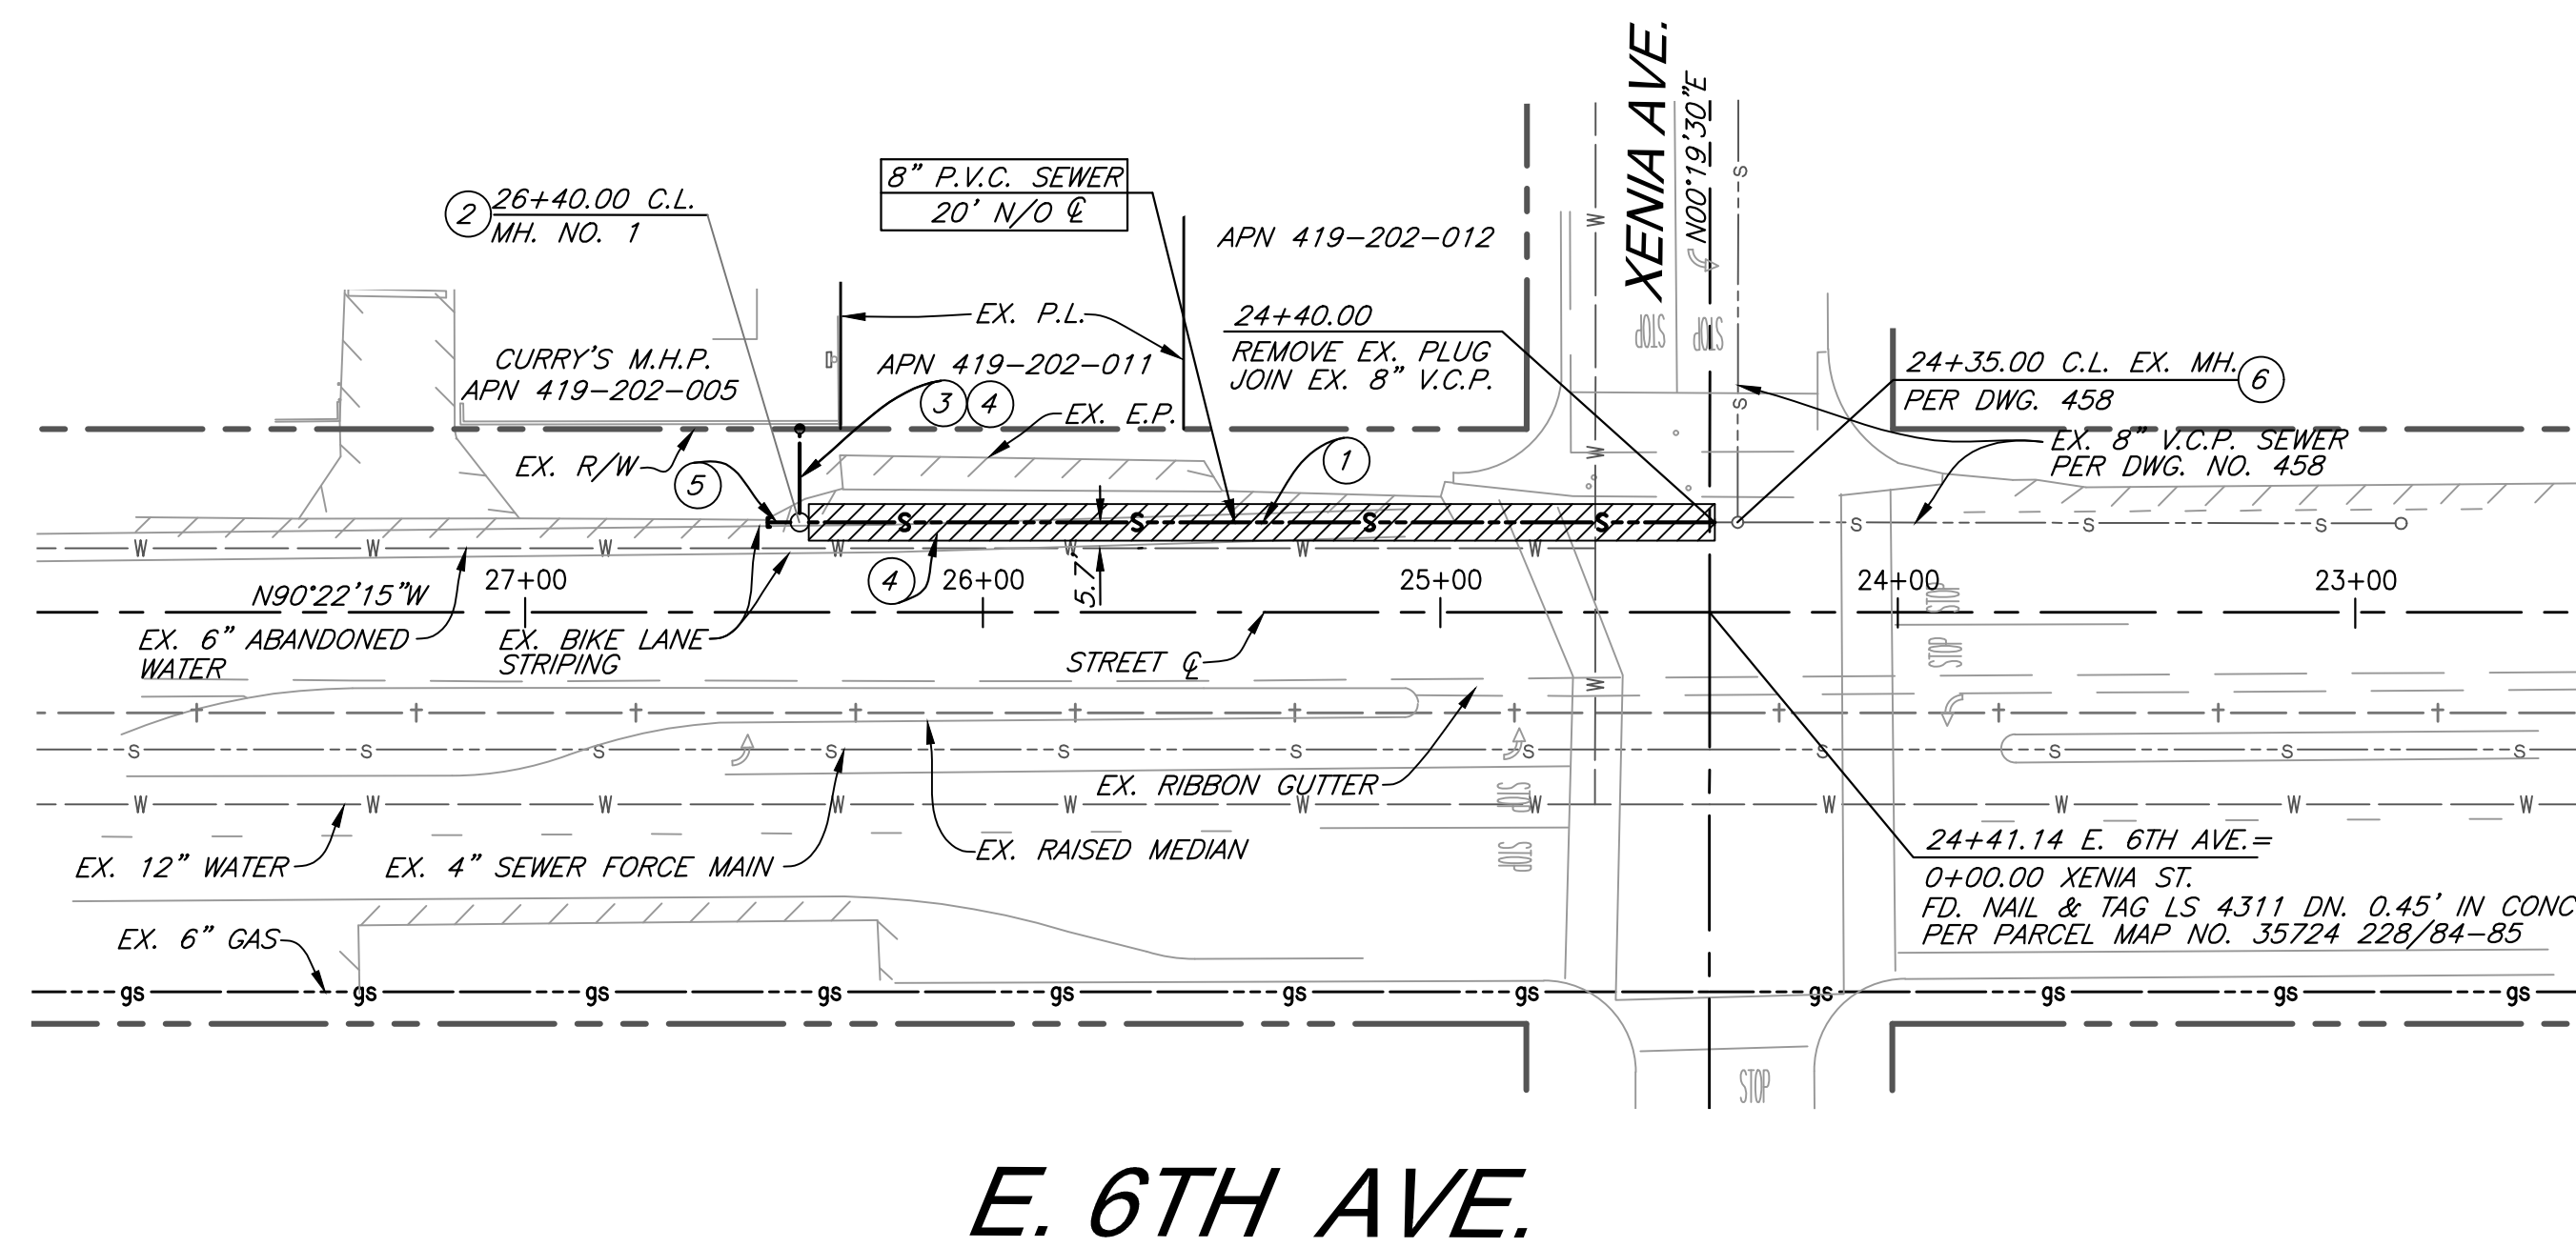 XENIA AVE.
N00°19'30"E
2
26+40.00 C.L.
MH. NO. 1
8" P.V.C. SEWER
20' N/O ℄
APN 419-202-012
EX. P.L.
24+40.00
REMOVE EX. PLUG
JOIN EX. 8" V.C.P.
STOP
STOP
24+35.00 C.L. EX. MH.
6
PER DWG. 458
CURRY'S M.H.P.
APN 419-202-005
APN 419-202-011
3
4
EX. E.P.
EX. R/W
5
1
EX. 8" V.C.P. SEWER
PER DWG. NO. 458
S
S
S S S S S S S
W W W W W W W
W
W
4
5.7'
27+00
26+00
25+00
24+00
23+00
N90°22'15"W
STOP
STOP
EX. 6" ABANDONED
WATER
EX. BIKE LANE
STRIPING
STREET ℄
W
S S S S S S S S S S S
EX. RIBBON GUTTER
STOP
W W W W W W W W W W W
STOP
EX. 12" WATER
EX. 4" SEWER FORCE MAIN
EX. RAISED MEDIAN
24+41.14 E. 6TH AVE.=
0+00.00 XENIA ST.
FD. NAIL & TAG LS 4311 DN. 0.45' IN CONC
PER PARCEL MAP NO. 35724 228/84-85
EX. 6" GAS
gs gs gs gs gs gs gs gs gs gs gs
STOP
E. 6TH AVE.